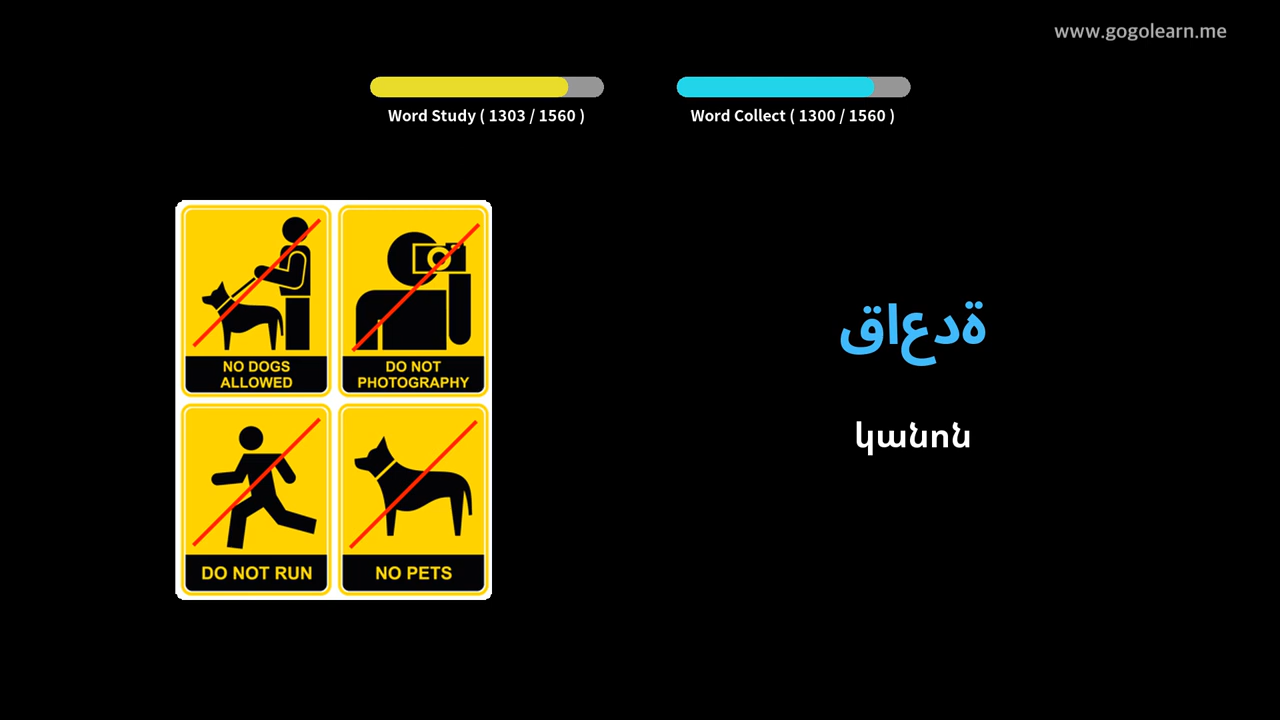 www.gogolearn.me
Word Study ( 1303 / 1560 )
Word Collect ( 1300 / 1560 )
NO DOGS
ALLOWED
DO NOT
PHOTOGRAPHY
DO NOT RUN
NO PETS
قاعدة
կանոն